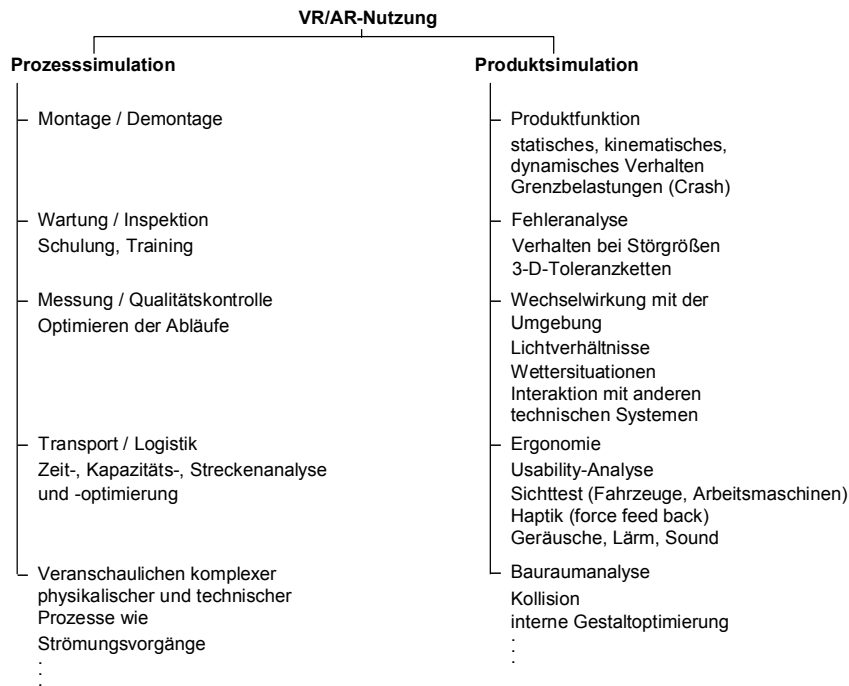 VR/AR-Nutzung
Prozesssimulation
Montage / Demontage
Wartung / Inspektion
Schulung, Training
Messung / Qualitätskontrolle
Optimieren der Abläufe
Transport / Logistik
Zeit-, Kapazitäts-, Streckenanalyse
und -optimierung
Veranschaulichen komplexer
physikalischer und technischer
Prozesse wie
Strömungsvorgänge
.
.
.
Produktsimulation
Produktfunktion
statisches, kinematisches,
dynamisches Verhalten
Grenzbelastungen (Crash)
Fehleranalyse
Verhalten bei Störgrößen
3-D-Toleranzketten
Wechselwirkung mit der
Umgebung
Lichtverhältnisse
Wettersituationen
Interaktion mit anderen
technischen Systemen
Ergonomie
Usability-Analyse
Sichttest (Fahrzeuge, Arbeitsmaschinen)
Haptik (force feed back)
Geräusche, Lärm, Sound
Bauraumanalyse
Kollision
interne Gestaltoptimierung
.
.
.